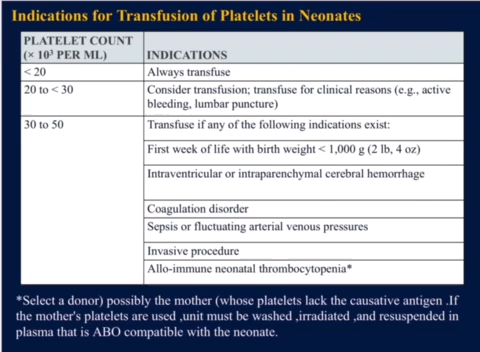 Indications for Transfusion of Platelets in Neonates
PLATELET COUNT
(× 10³ PER ML) INDICATIONS
< 20 Always transfuse
20 to < 30 Consider transfusion; transfuse for clinical reasons (e.g., active
bleeding, lumbar puncture)
30 to 50 Transfuse if any of the following indications exist:
First week of life with birth weight < 1,000 g (2 lb, 4 oz)
Intraventricular or intraparenchymal cerebral hemorrhage
Coagulation disorder
Sepsis or fluctuating arterial venous pressures
Invasive procedure
Allo-immune neonatal thrombocytopenia*
*Select a donor) possibly the mother (whose platelets lack the causative antigen .If
the mother's platelets are used ,unit must be washed ,irradiated ,and resuspended in
plasma that is ABO compatible with the neonate.